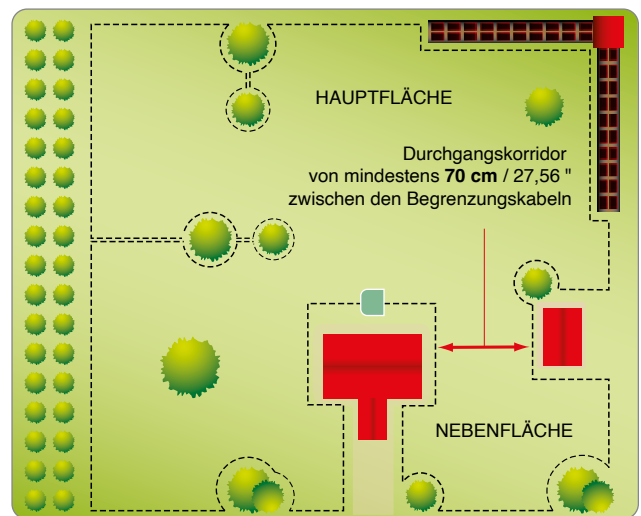 HAUPTFLÄCHE
Durchgangskorridor
von mindestens 70 cm / 27,56 "
zwischen den Begrenzungskabeln
NEBENFLÄCHE